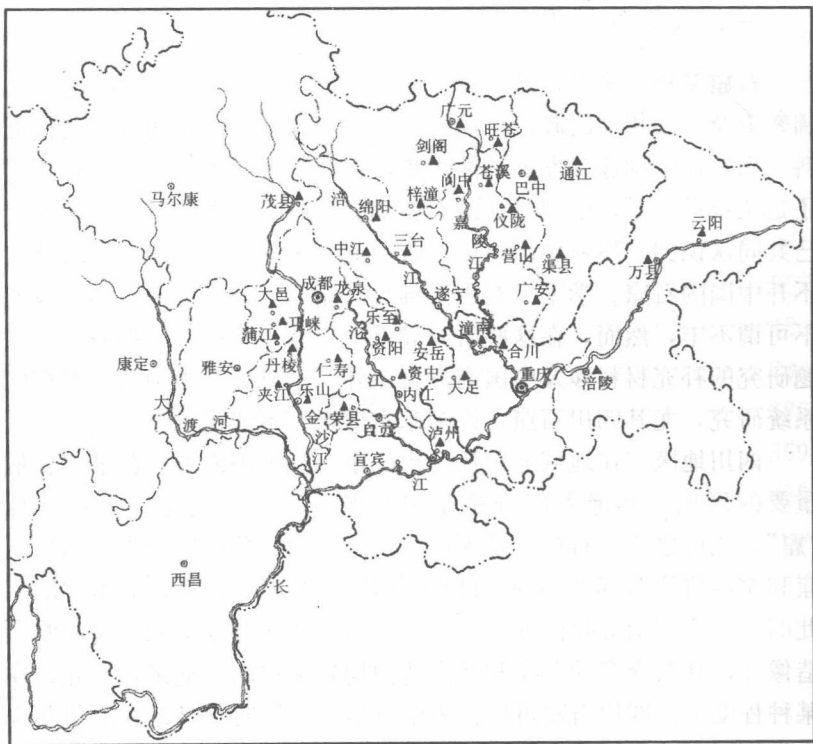 广元
旺苍
剑阁
苍溪
通江
阆中
巴中
马尔康
茂县
涪
梓潼
绵阳
嘉
仪陇
云阳
中江
三台
陵
营山
渠县
江
江
万县
成都
龙泉
遂宁
广安
大邑
乐至
邛崃
沱
潼南
蒲江
资阳
安岳
合川
康定
雅安
丹棱
仁寿
江
资中
大足
重庆
涪陵
夹江
乐山
内江
大
渡
河
金
沙
江
荣县
自贡
泸州
宜宾
江
西昌
长